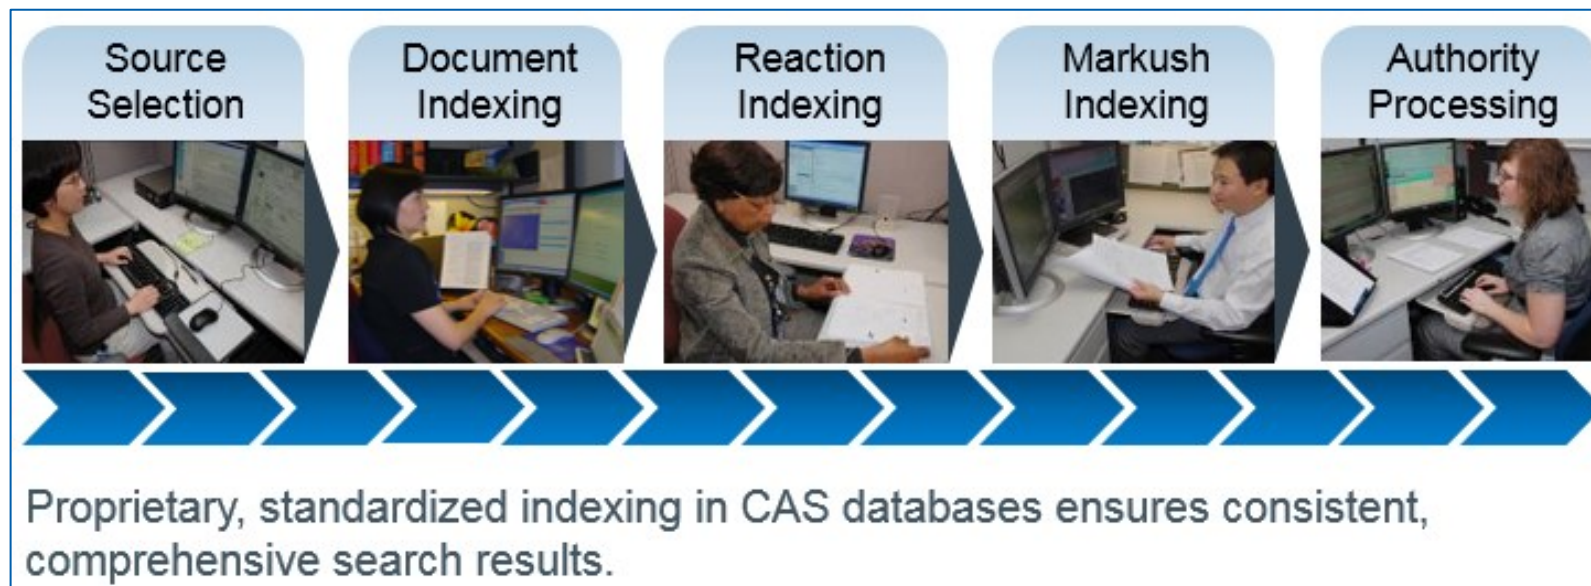 Source
Selection
Document
Indexing
Reaction
Indexing
Markush
Indexing
Authority
Processing
Proprietary, standardized indexing in CAS databases ensures consistent,
comprehensive search results.